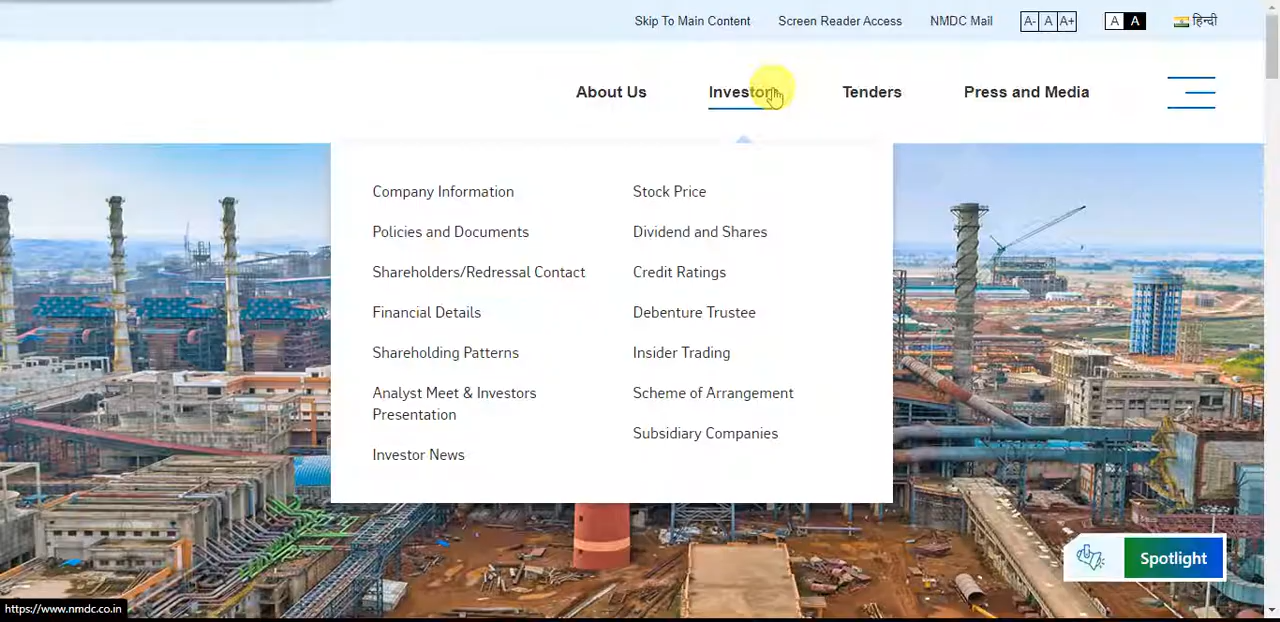 Skip To Main Content Screen Reader Access NMDC Mail A- A A+ A A हिन्दी
About Us Investors Tenders Press and Media
Company Information Stock Price
Policies and Documents Dividend and Shares
Shareholders/Redressal Contact Credit Ratings
Financial Details Debenture Trustee
Shareholding Patterns Insider Trading
Analyst Meet & Investors Scheme of Arrangement
Presentation
Subsidiary Companies
Investor News
Spotlight
https://www.nmdc.co.in